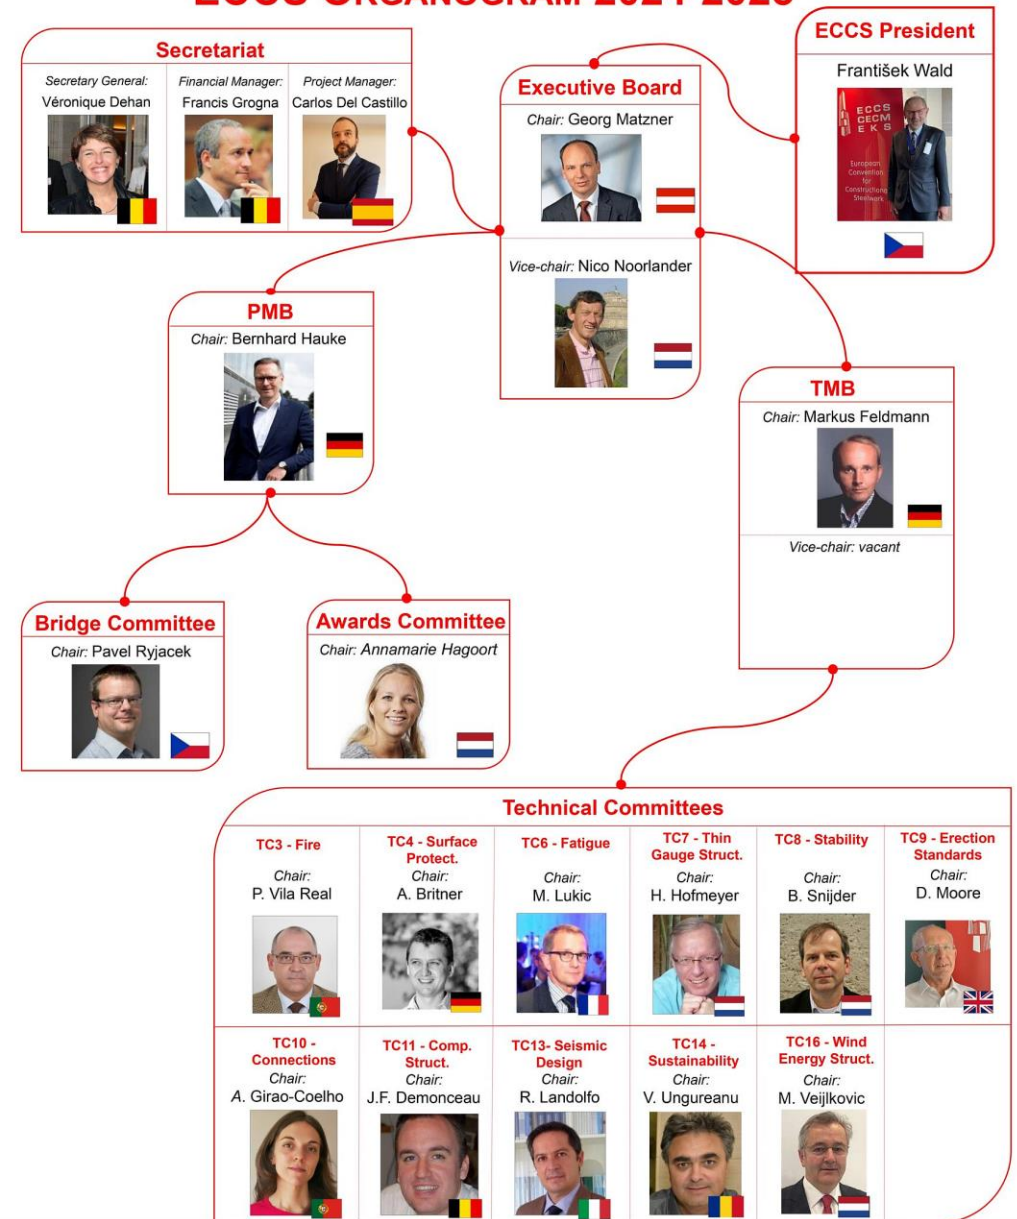 ECCS ORGANOGRAM 2024-2025
Secretariat
Secretary General:
Véronique Dehan
Financial Manager:
Francis Grogna
Project Manager:
Carlos Del Castillo
Executive Board
Chair: Georg Matzner
Vice-chair: Nico Noorlander
ECCS President
František Wald
ECCS
CECM
EKS
European
Convention
for
Constructional
Steelwork
PMB
Chair: Bernhard Hauke
TMB
Chair: Markus Feldmann
Vice-chair: vacant
Bridge Committee
Chair: Pavel Ryjacek
Awards Committee
Chair: Annamarie Hagoort
Technical Committees
TC3 - Fire
Chair:
P. Vila Real
TC4 - Surface
Protect.
Chair:
A. Britner
TC6 - Fatigue
Chair:
M. Lukic
TC7 - Thin
Gauge Struct.
Chair:
H. Hofmeyer
TC8 - Stability
Chair:
B. Snijder
TC9 - Erection
Standards
Chair:
D. Moore
TC10 -
Connections
Chair:
A. Girao-Coelho
TC11 - Comp.
Struct.
Chair:
J.F. Demonceau
TC13- Seismic
Design
Chair:
R. Landolfo
TC14 -
Sustainability
Chair:
V. Ungureanu
TC16 - Wind
Energy Struct.
Chair:
M. Veijlkovic